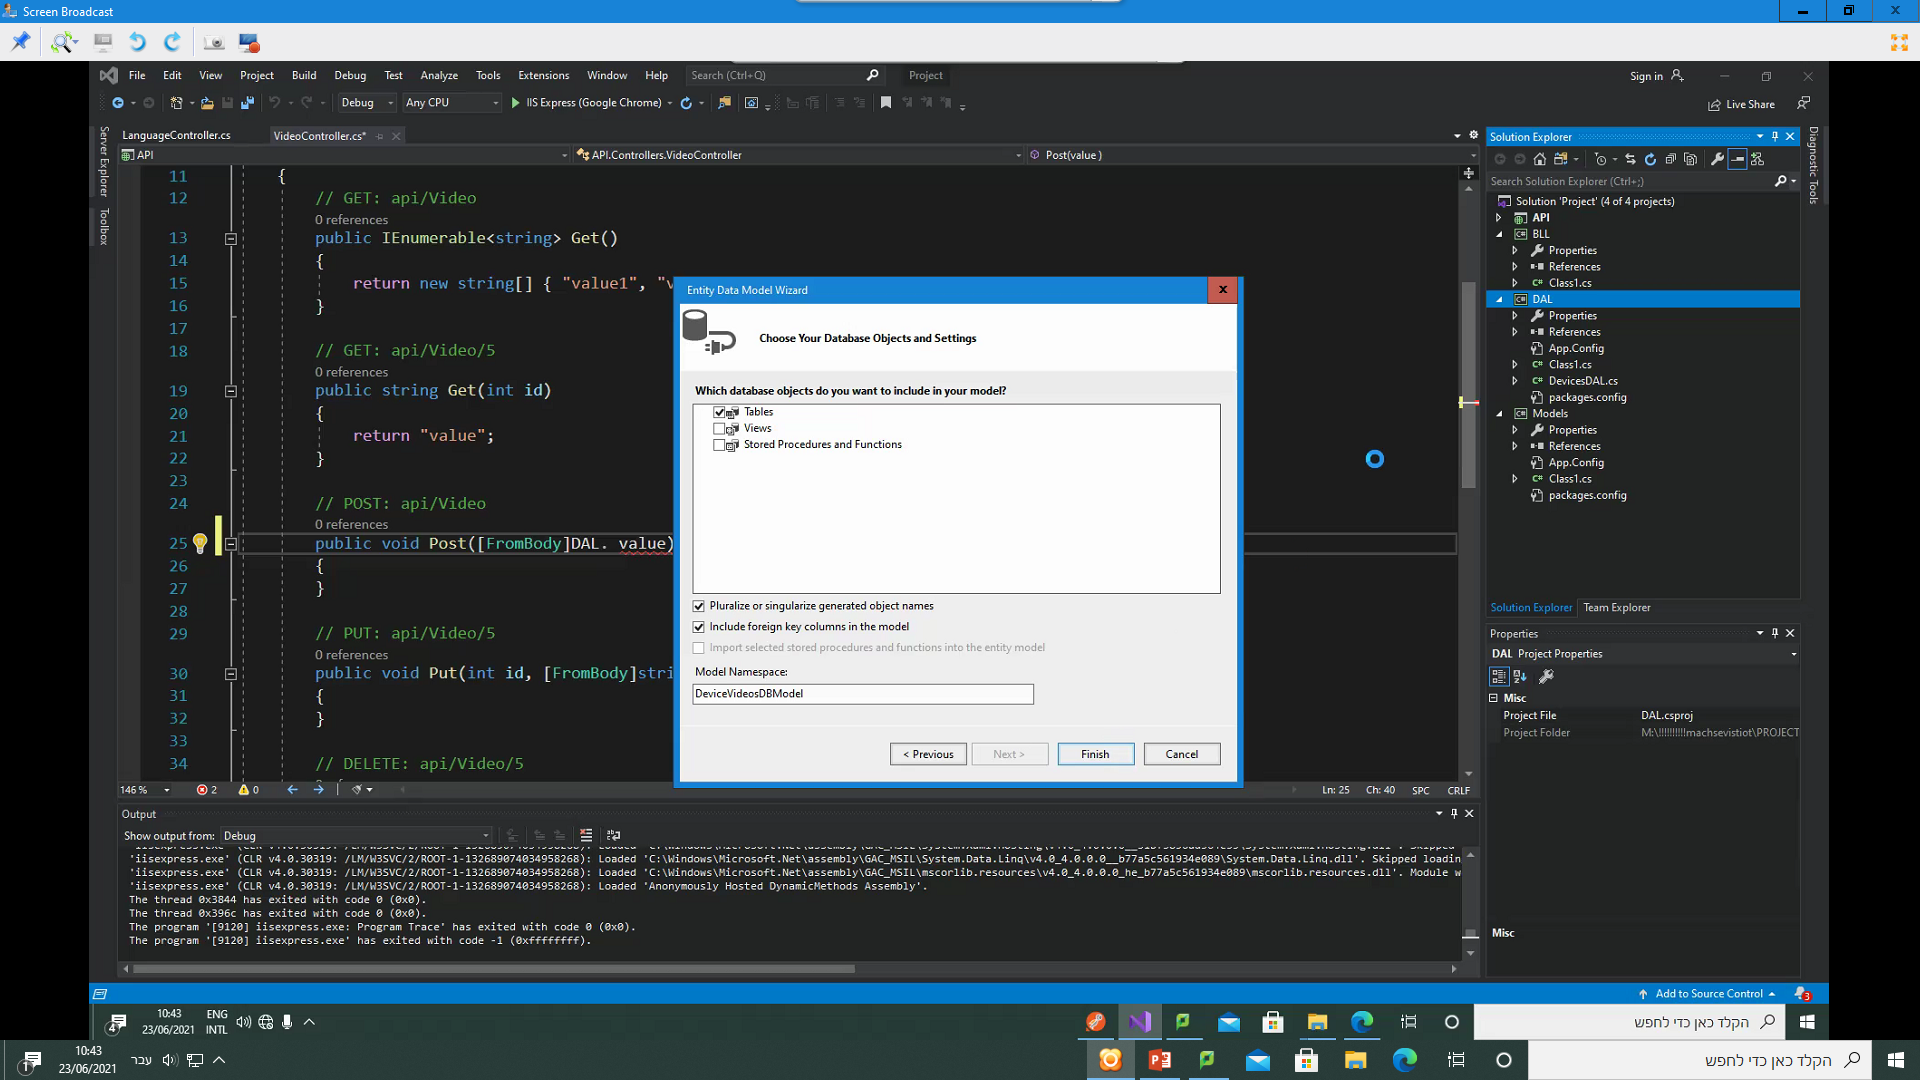 Screen Broadcast
File Edit View Project Build Debug Test Analyze Tools Extensions Window Help Search (Ctrl+Q) Project Sign in
Debug Any CPU IIS Express (Google Chrome) Live Share
Server Explorer
Toolbox
LanguageController.cs VideoController.cs*
API API.Controllers.VideoController Post(value )
11 {
12 // GET: api/Video
0 references
13 public IEnumerable<string> Get()
14 {
15 return new string[] { "value1", "v
16 }
17
18 // GET: api/Video/5
0 references
19 public string Get(int id)
20 {
21 return "value";
22 }
23
24 // POST: api/Video
0 references
25 public void Post([FromBody]DAL. value)
26 {
27 }
28
29 // PUT: api/Video/5
0 references
30 public void Put(int id, [FromBody]stri
31 {
32 }
33
34 // DELETE: api/Video/5
146 % 2 0 Ln: 25 Ch: 40 SPC CRLF
Entity Data Model Wizard
Choose Your Database Objects and Settings
Which database objects do you want to include in your model?
Tables
Views
Stored Procedures and Functions
Pluralize or singularize generated object names
Include foreign key columns in the model
Import selected stored procedures and functions into the entity model
Model Namespace:
DeviceVideosDBModel
< Previous Next > Finish Cancel
Output
Show output from: Debug
'iisexpress.exe' (CLR v4.0.30319: /LM/W3SVC/2/ROOT-1-132689074034958268): Loaded 'C:\Windows\Microsoft.Net\assembly\GAC_MSIL\System.Data.Linq\v4.0_4.0.0.0__b77a5c561934e089\System.Data.Linq.dll'. Skipped loadin
'iisexpress.exe' (CLR v4.0.30319: /LM/W3SVC/2/ROOT-1-132689074034958268): Loaded 'C:\Windows\Microsoft.Net\assembly\GAC_MSIL\mscorlib.resources\v4.0_4.0.0.0_he_b77a5c561934e089\mscorlib.resources.dll'. Module w
'iisexpress.exe' (CLR v4.0.30319: /LM/W3SVC/2/ROOT-1-132689074034958268): Loaded 'Anonymously Hosted DynamicMethods Assembly'.
The thread 0x3844 has exited with code 0 (0x0).
The thread 0x396c has exited with code 0 (0x0).
The program '[9120] iisexpress.exe: Program Trace' has exited with code 0 (0x0).
The program '[9120] iisexpress.exe' has exited with code -1 (0xffffffff).
Solution Explorer
Search Solution Explorer (Ctrl+;)
Solution 'Project' (4 of 4 projects)
API
BLL
Properties
References
Class1.cs
DAL
Properties
References
App.Config
Class1.cs
DevicesDAL.cs
packages.config
Models
Properties
References
App.Config
Class1.cs
packages.config
Solution Explorer Team Explorer
Properties
DAL Project Properties
Misc
Project File DAL.csproj
Project Folder M:\!!!!!!!!!!machsevistiot\PROJECT
Misc
Diagnostic Tools
Add to Source Control 3
4 10:43 23/06/2021 ENG INTL הקלד כאן כדי לחפש
1 10:43 23/06/2021 עבר הקלד כאן כדי לחפש